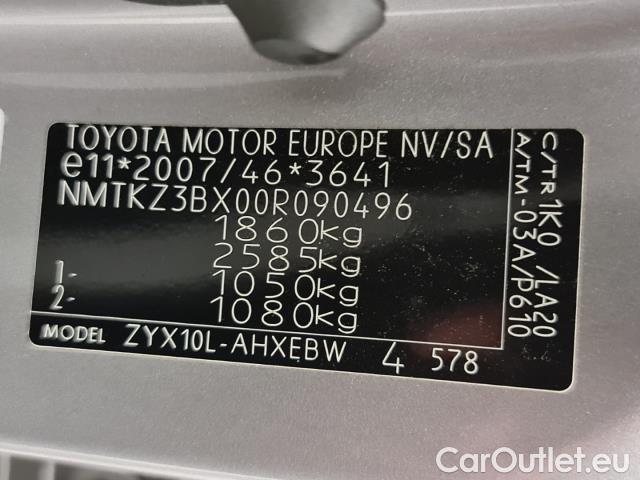 TOYOTA MOTOR EUROPE NV/SA
e11*2007/46*3641
NMTKZ3BX00R090496
1860kg
2585kg
1- 1050kg
2- 1080kg
MODEL ZYX10L-AHXEBW 4 578
C/TR 1K0 /LA20
A/TM-03A/P610
CarOutlet.eu